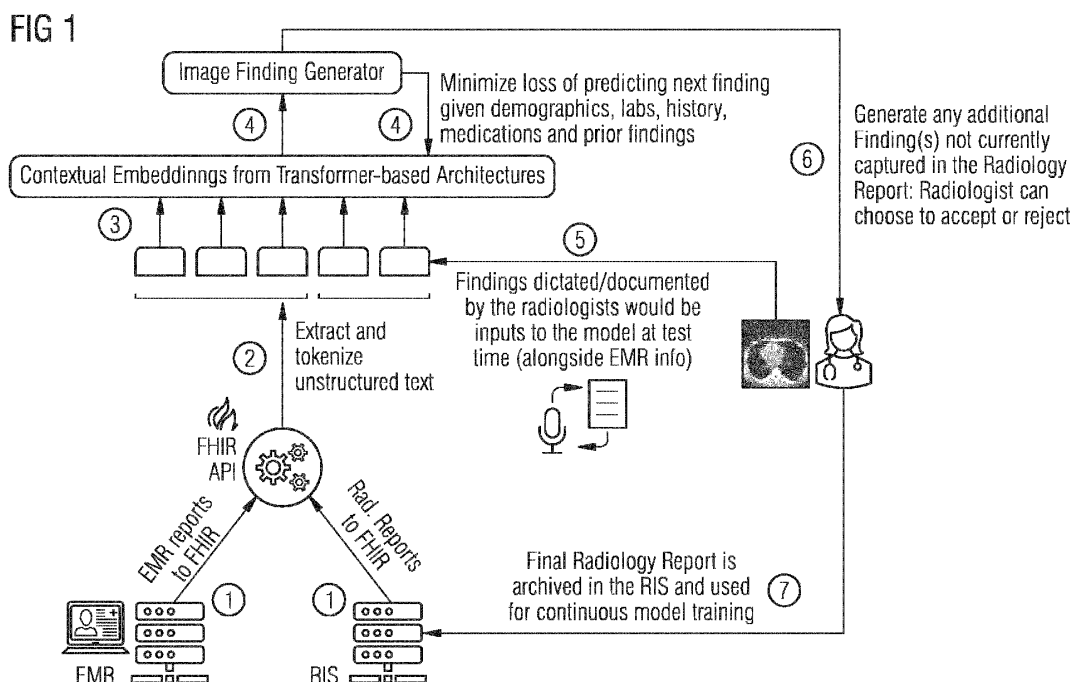 FIG 1
Image Finding Generator
4
4
Minimize loss of predicting next finding
given demographics, labs, history,
medications and prior findings
Contextual Embeddinngs from Transformer-based Architectures
3
5
6
Generate any additional
Finding(s) not currently
captured in the Radiology
Report: Radiologist can
choose to accept or reject
Findings dictated/documented
by the radiologists would be
inputs to the model at test
time (alongside EMR info)
2
Extract and
tokenize
unstructured text
FHIR
API
EMR reports
to FHIR
Rad. Reports
to FHIR
1
1
Final Radiology Report is
archived in the RIS and used
for continuous model training
7
EMR
RIS